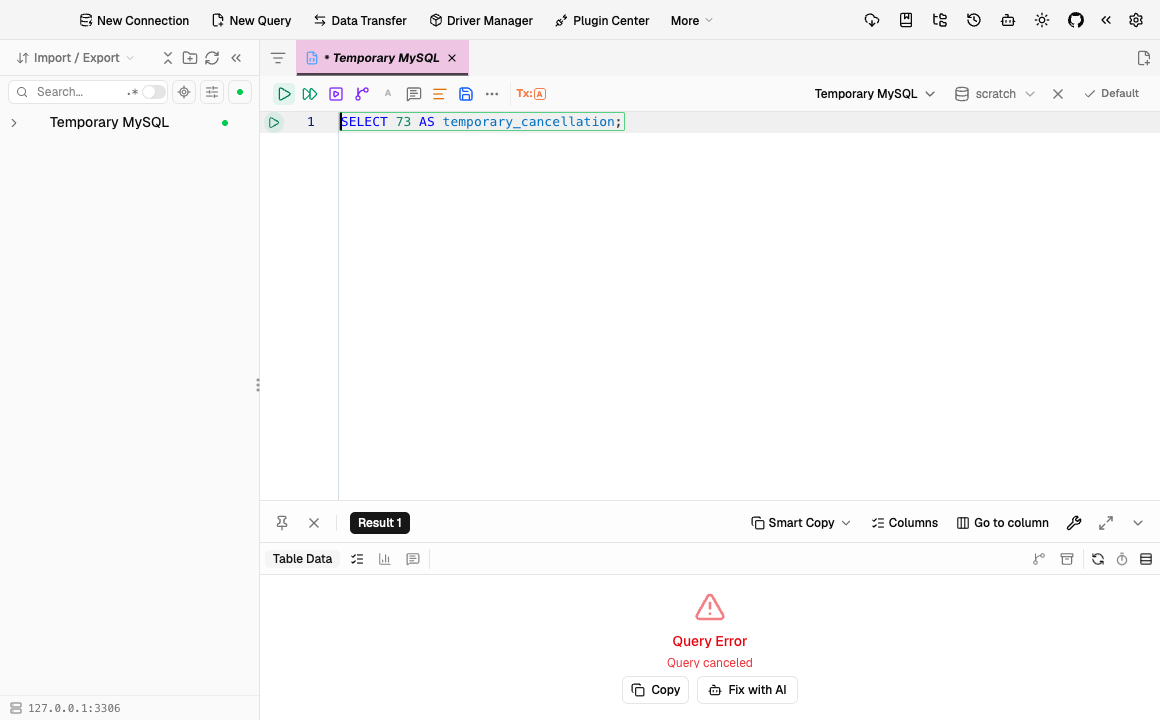 New Connection
New Query
Data Transfer
Driver Manager
Plugin Center
More
Import / Export
* Temporary MySQL
Search...
.*
A
Tx:A
Temporary MySQL
scratch
Default
Temporary MySQL
1
SELECT 73 AS temporary_cancellation;
Result 1
Smart Copy
Columns
Go to column
Table Data
Query Error
Query canceled
Copy
Fix with AI
127.0.0.1:3306